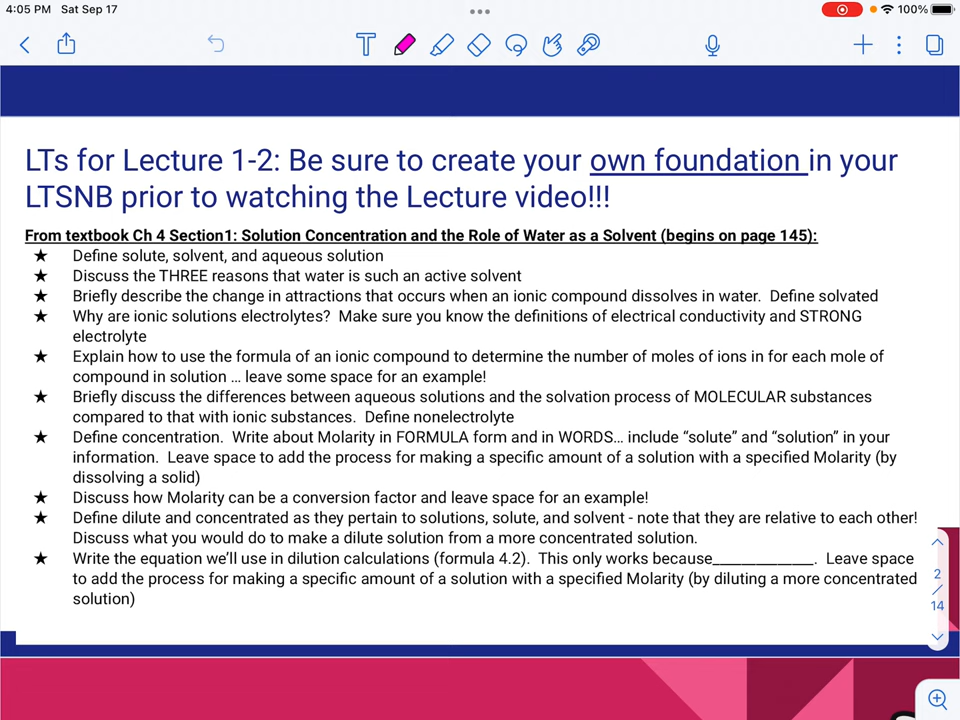 4:05 PM Sat Sep 17
100%
LTs for Lecture 1-2: Be sure to create your own foundation in your
LTSNB prior to watching the Lecture video!!!
From textbook Ch 4 Section1: Solution Concentration and the Role of Water as a Solvent (begins on page 145):
★ Define solute, solvent, and aqueous solution
★ Discuss the THREE reasons that water is such an active solvent
★ Briefly describe the change in attractions that occurs when an ionic compound dissolves in water. Define solvated
★ Why are ionic solutions electrolytes? Make sure you know the definitions of electrical conductivity and STRONG
electrolyte
★ Explain how to use the formula of an ionic compound to determine the number of moles of ions in for each mole of
compound in solution … leave some space for an example!
★ Briefly discuss the differences between aqueous solutions and the solvation process of MOLECULAR substances
compared to that with ionic substances. Define nonelectrolyte
★ Define concentration. Write about Molarity in FORMULA form and in WORDS… include “solute” and “solution” in your
information. Leave space to add the process for making a specific amount of a solution with a specified Molarity (by
dissolving a solid)
★ Discuss how Molarity can be a conversion factor and leave space for an example!
★ Define dilute and concentrated as they pertain to solutions, solute, and solvent - note that they are relative to each other!
Discuss what you would do to make a dilute solution from a more concentrated solution.
★ Write the equation we’ll use in dilution calculations (formula 4.2). This only works because______________. Leave space
to add the process for making a specific amount of a solution with a specified Molarity (by diluting a more concentrated
solution)
2
/
14